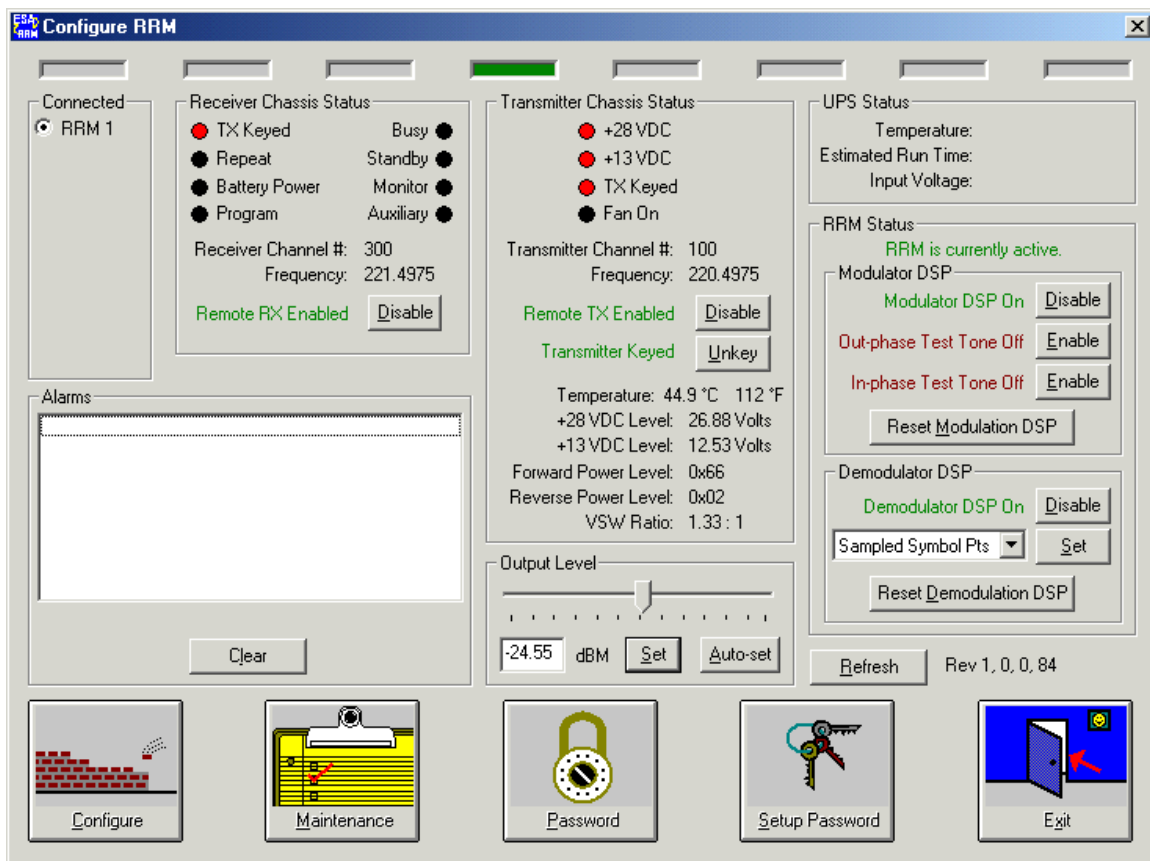 ESA RRM Configure RRM
Connected
RRM 1
Receiver Chassis Status
TX Keyed Busy
Repeat Standby
Battery Power Monitor
Program Auxiliary
Receiver Channel #: 300
Frequency: 221.4975
Remote RX Enabled Disable
Transmitter Chassis Status
+28 VDC
+13 VDC
TX Keyed
Fan On
Transmitter Channel #: 100
Frequency: 220.4975
Remote TX Enabled Disable
Transmitter Keyed Unkey
Temperature: 44.9 °C 112 °F
+28 VDC Level: 26.88 Volts
+13 VDC Level: 12.53 Volts
Forward Power Level: 0x66
Reverse Power Level: 0x02
VSW Ratio: 1.33 : 1
UPS Status
Temperature:
Estimated Run Time:
Input Voltage:
RRM Status
RRM is currently active.
Modulator DSP
Modulator DSP On Disable
Out-phase Test Tone Off Enable
In-phase Test Tone Off Enable
Reset Modulation DSP
Demodulator DSP
Demodulator DSP On Disable
Sampled Symbol Pts Set
Reset Demodulation DSP
Alarms
Clear
Output Level
-24.55 dBM Set Auto-set
Refresh Rev 1, 0, 0, 84
Configure
Maintenance
Password
Setup Password
Exit